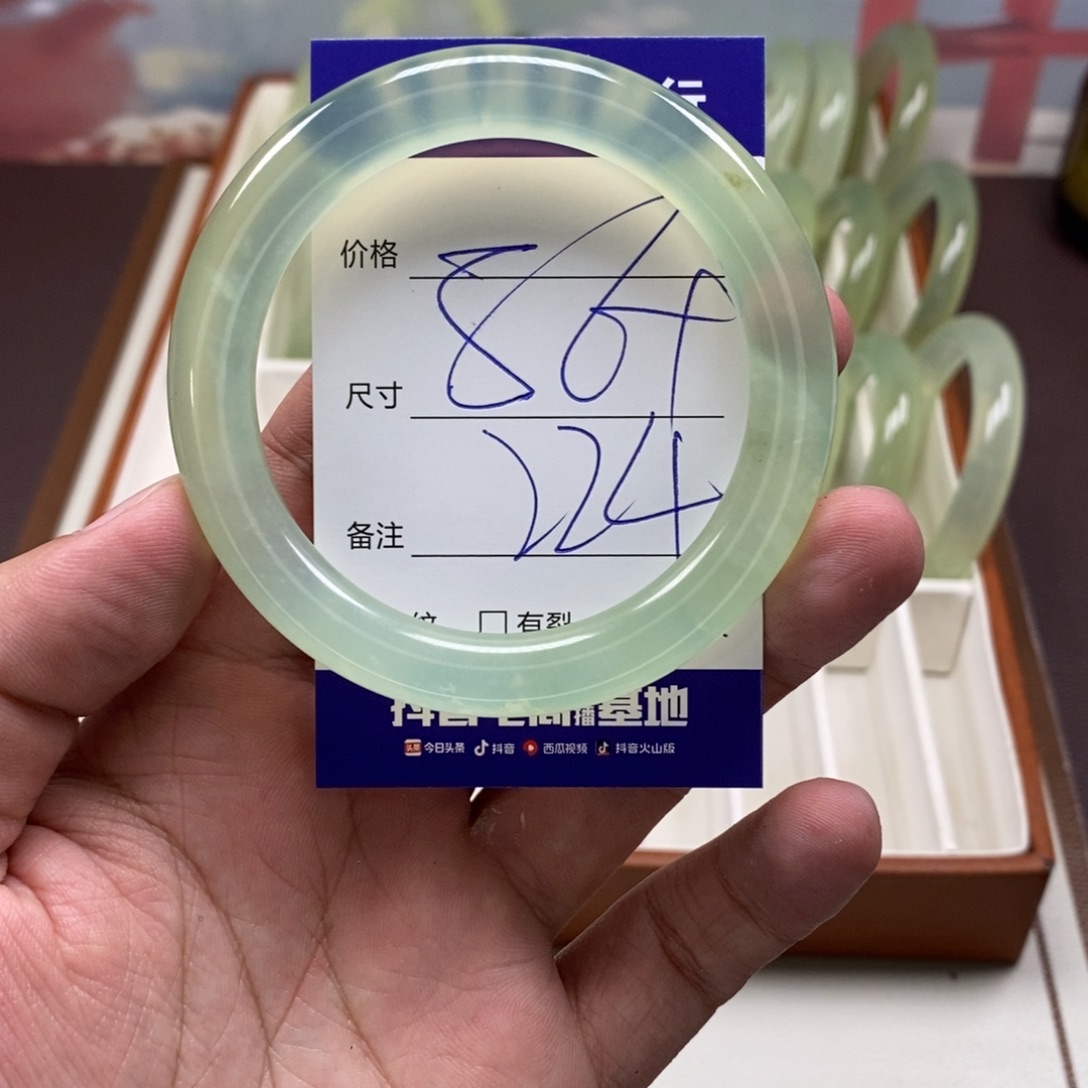 行
价格 864
尺寸 224
备注
纹 □ 有裂
抖音电商直播基地
今日头条 抖音 西瓜视频 抖音火山版